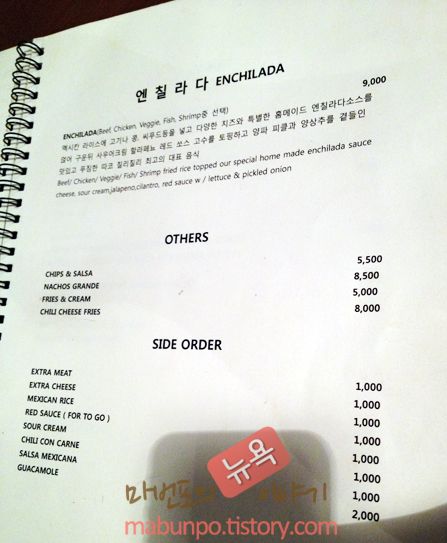 엔 칠 라 다 ENCHILADA
9,000
ENCHILADA(Beef, Chicken, Veggie, Fish, Shrimp중 선택)
멕시칸 라이스에 고기나 콩, 씨푸드등을 넣고 다양한 치즈와 특별한 홈메이드 엔칠라다소스를
얹어 구운뒤 사우어크림 할라페뇨 레드 쏘스 고수를 토핑하고 양파 피클과 양상추를 곁들인
맛있고 푸짐한 따코 칠리칠리 최고의 대표 음식
Beef/ Chicken/ Veggie/ Fish/ Shrimp fried rice topped our special home made enchilada sauce
cheese, sour cream,jalapeno,cilantro, red sauce w / lettuce & pickled onion
OTHERS
CHIPS & SALSA 5,500
NACHOS GRANDE 8,500
FRIES & CREAM 5,000
CHILI CHEESE FRIES 8,000
SIDE ORDER
EXTRA MEAT 1,000
EXTRA CHEESE 1,000
MEXICAN RICE 1,000
RED SAUCE ( FOR TO GO ) 1,000
SOUR CREAM 1,000
CHILI CON CARNE 1,000
SALSA MEXICANA 1,000
GUACAMOLE 2,000
마번포의 뉴욕 이야기
mabunpo.tistory.com